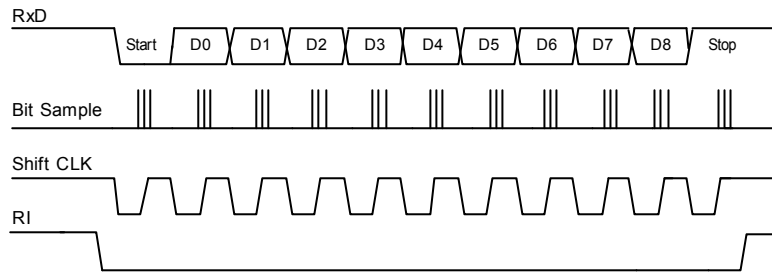 RxD
Start D0 D1 D2 D3 D4 D5 D6 D7 D8 Stop
Bit Sample
Shift CLK
RI